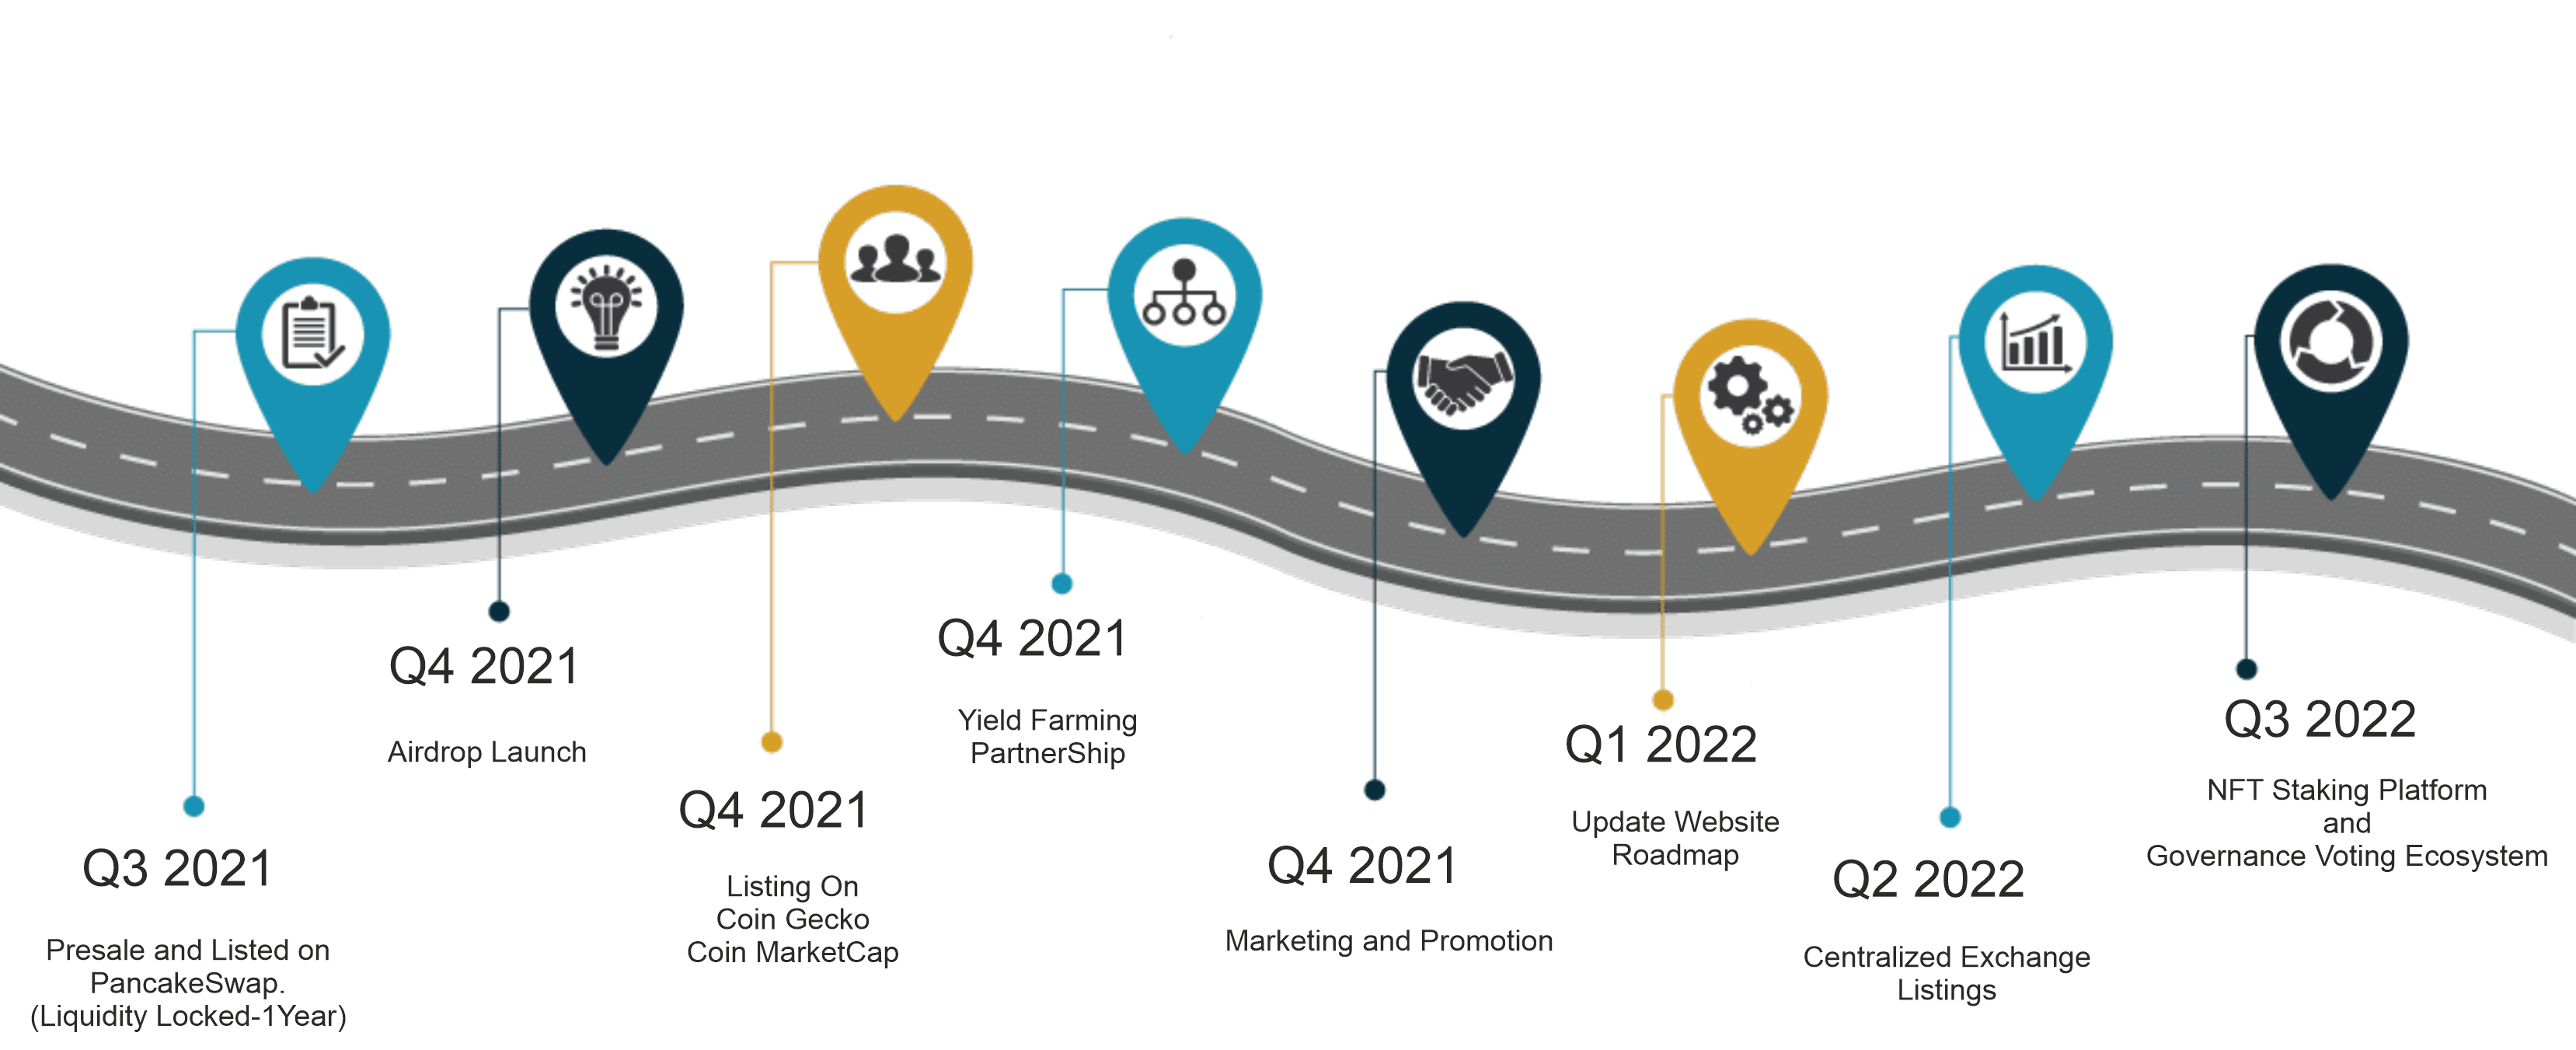 Q3 2021
Presale and Listed on
PancakeSwap.
(Liquidity Locked-1Year)
Q4 2021
Airdrop Launch
Q4 2021
Listing On
Coin Gecko
Coin MarketCap
Q4 2021
Yield Farming
PartnerShip
Q4 2021
Marketing and Promotion
Q1 2022
Update Website
Roadmap
Q2 2022
Centralized Exchange
Listings
Q3 2022
NFT Staking Platform
and
Governance Voting Ecosystem